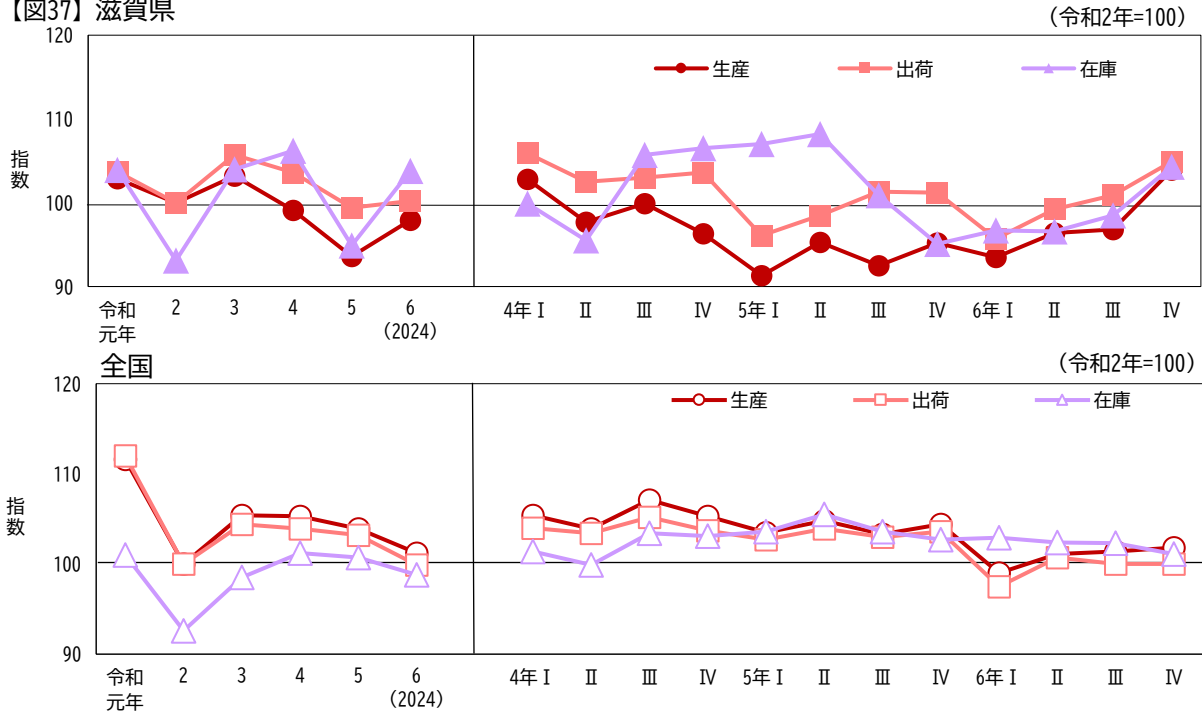 【図37】滋賀県
（令和2年=100）
120
110
100
90
指数
生産
出荷
在庫
令和元年
2
3
4
5
6
（2024）
4年Ⅰ
Ⅱ
Ⅲ
Ⅳ
5年Ⅰ
Ⅱ
Ⅲ
Ⅳ
6年Ⅰ
Ⅱ
Ⅲ
Ⅳ
全国
（令和2年=100）
120
110
100
90
指数
生産
出荷
在庫
令和元年
2
3
4
5
6
（2024）
4年Ⅰ
Ⅱ
Ⅲ
Ⅳ
5年Ⅰ
Ⅱ
Ⅲ
Ⅳ
6年Ⅰ
Ⅱ
Ⅲ
Ⅳ